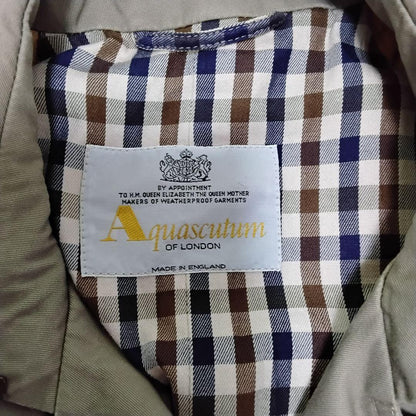 BY APPOINTMENT
TO H.M. QUEEN ELIZABETH THE QUEEN MOTHER
MAKERS OF WEATHERPROOF GARMENTS
Aquascutum
OF LONDON
MADE IN ENGLAND